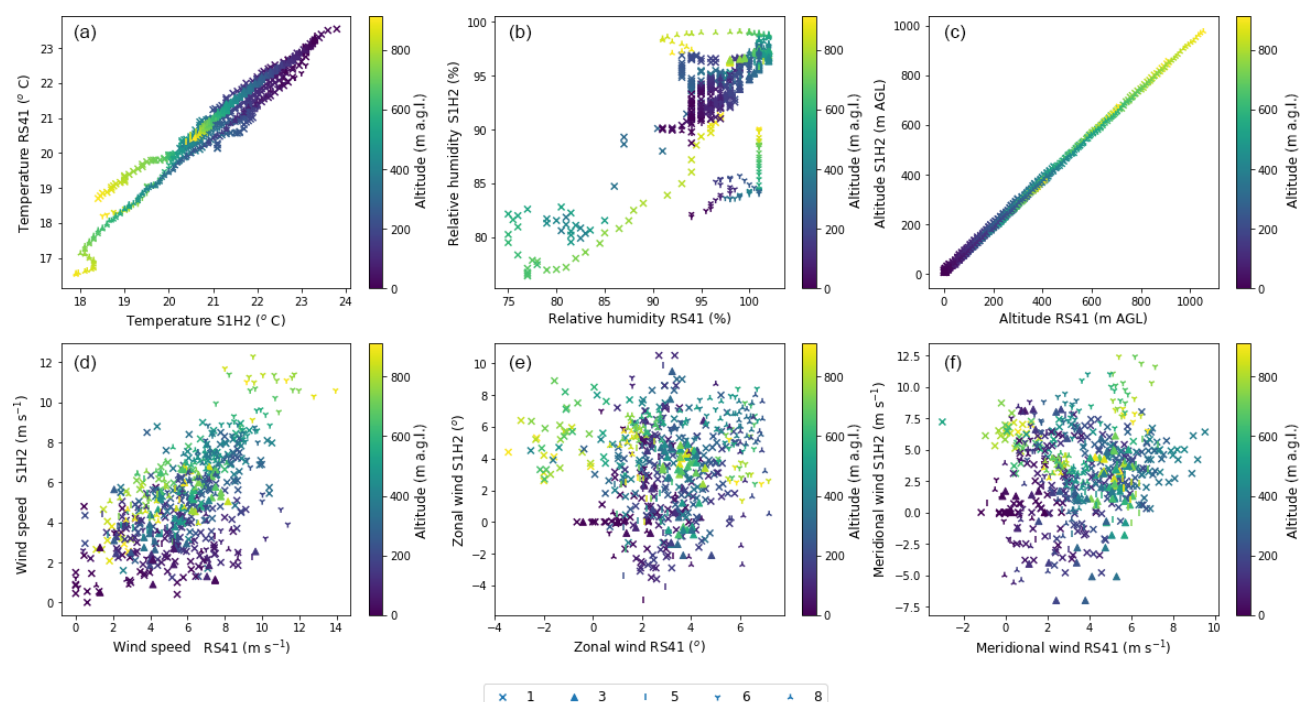 (a)
Temperature RS41 (° C)
23
22
21
20
19
18
17
18 19 20 21 22 23 24
Temperature S1H2 (° C)
800
600
400
200
0
Altitude (m a.g.l.)
(b)
Relative humidity S1H2 (%)
100
95
90
85
80
75 80 85 90 95 100
Relative humidity RS41 (%)
800
600
400
200
0
Altitude (m a.g.l.)
(c)
Altitude S1H2 (m AGL)
1000
800
600
400
200
0
0 200 400 600 800 1000
Altitude RS41 (m AGL)
800
600
400
200
0
Altitude (m a.g.l.)
(d)
Wind speed S1H2 (m s⁻¹)
12
10
8
6
4
2
0
0 2 4 6 8 10 12 14
Wind speed RS41 (m s⁻¹)
800
600
400
200
0
Altitude (m a.g.l.)
(e)
Zonal wind S1H2 (°)
10
8
6
4
2
0
−2
−4
−4 −2 0 2 4 6
Zonal wind RS41 (°)
800
600
400
200
0
Altitude (m a.g.l.)
(f)
Meridional wind S1H2 (m s⁻¹)
12.5
10.0
7.5
5.0
2.5
0.0
−2.5
−5.0
−7.5
−2 0 2 4 6 8 10
Meridional wind RS41 (m s⁻¹)
800
600
400
200
0
Altitude (m a.g.l.)
1 3 5 6 8